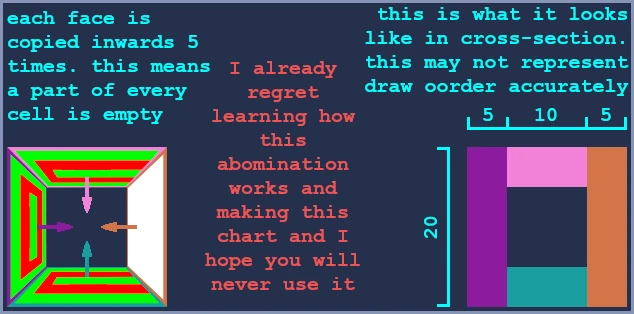 each face is
copied inwards 5
times. this means
a part of every
cell is empty
I already
regret
learning how
this
abomination
works and
making this
chart and I
hope you will
never use it
this is what it looks
like in cross-section.
this may not represent
draw oorder accurately
5 10 5
20